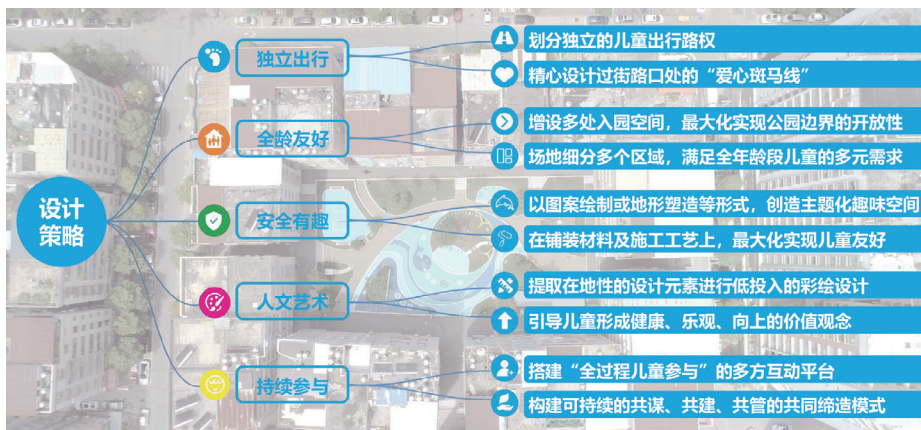 设计
策略
独立出行
划分独立的儿童出行路权
精心设计过街路口处的“爱心斑马线”
全龄友好
增设多处入园空间，最大化实现公园边界的开放性
场地细分多个区域，满足全年龄段儿童的多元需求
安全有趣
以图案绘制或地形塑造等形式，创造主题化趣味空间
在铺装材料及施工工艺上，最大化实现儿童友好
人文艺术
提取在地性的设计元素进行低投入的彩绘设计
引导儿童形成健康、乐观、向上的价值观念
持续参与
搭建“全过程儿童参与”的多方互动平台
构建可持续的共谋、共建、共管的共同缔造模式